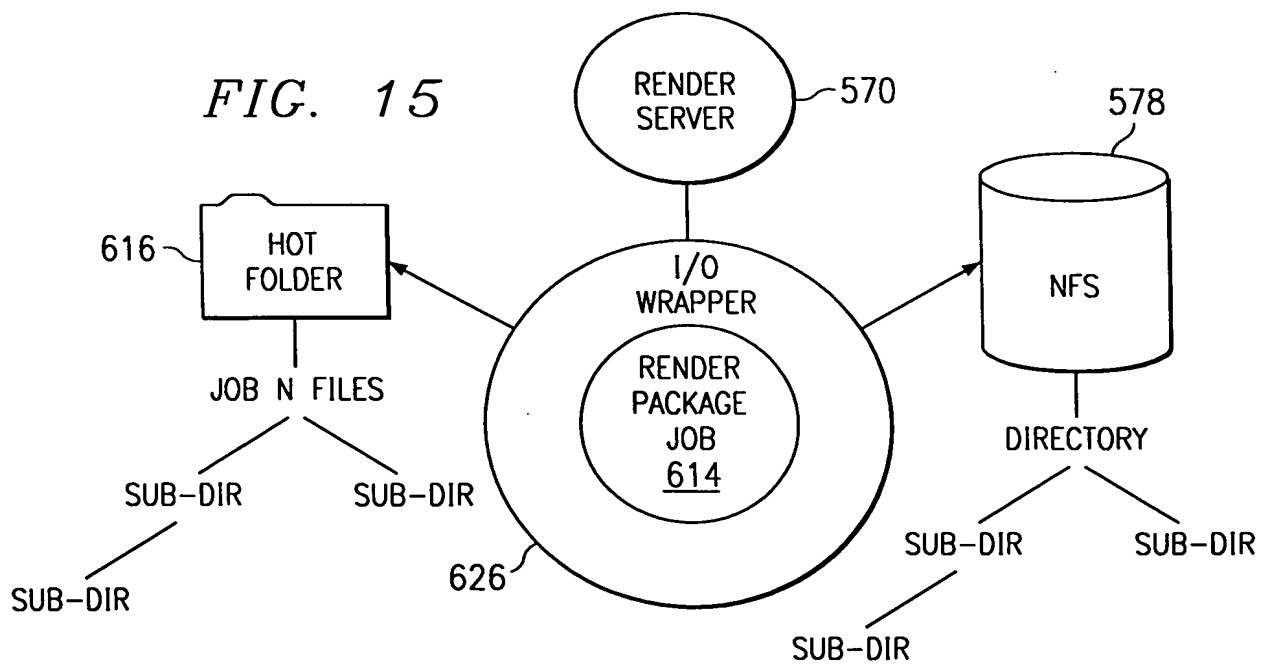 FIG. 15
RENDER
SERVER
570
578
616
HOT
FOLDER
I/O
WRAPPER
NFS
RENDER
PACKAGE
JOB
614
JOB N FILES
DIRECTORY
SUB-DIR
SUB-DIR
SUB-DIR
SUB-DIR
626
SUB-DIR
SUB-DIR